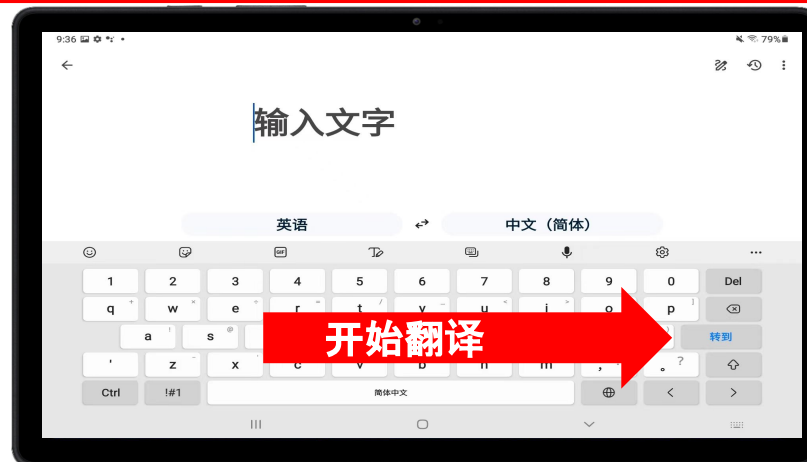 9:36
79%
输入文字
英语
中文（简体）
GIF
1 2 3 4 5 6 7 8 9 0 Del
q + w × e ÷ r = t / y _ u < i > o p ]
a ! s @ 转到
开始翻译
' z - x ' c v b n m , 。 ?
Ctrl !#1 简体中文 < >